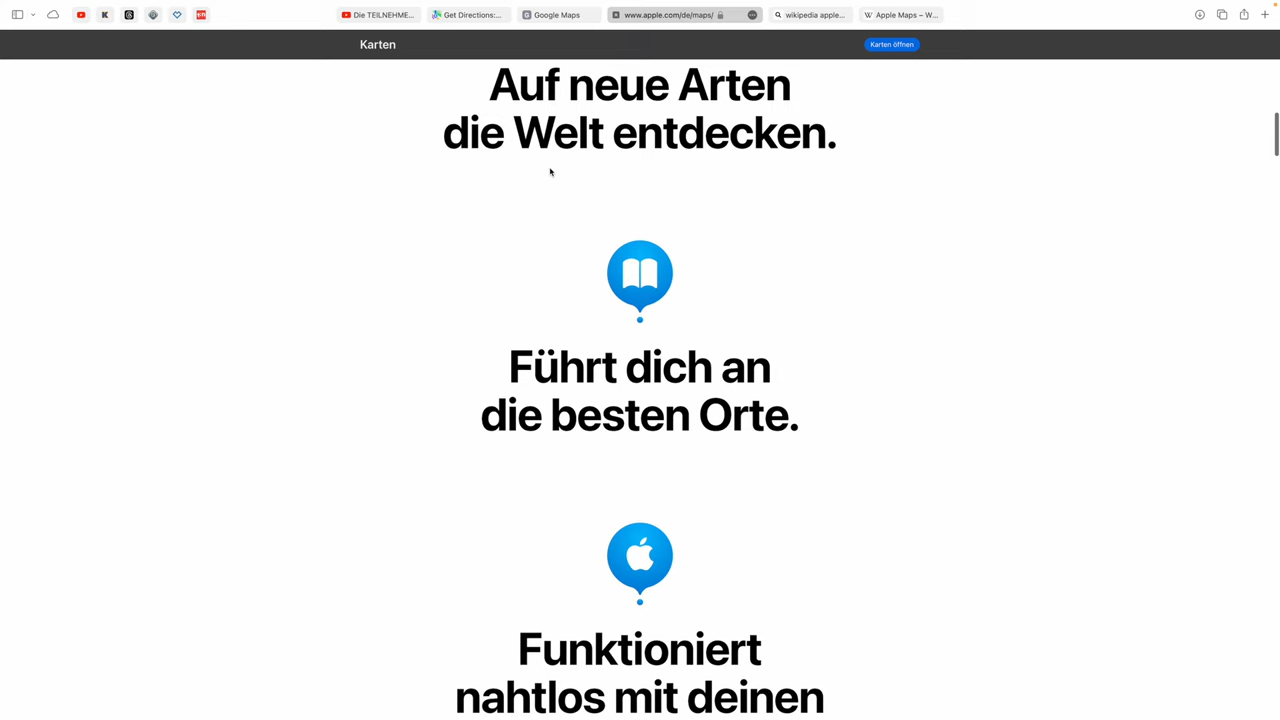 Die TEILNEHME...
Get Directions:...
Google Maps
www.apple.com/de/maps/
wikipedia apple...
Apple Maps – W...
Karten
Karten öffnen
Auf neue Arten
die Welt entdecken.
Führt dich an
die besten Orte.
Funktioniert
nahtlos mit deinen